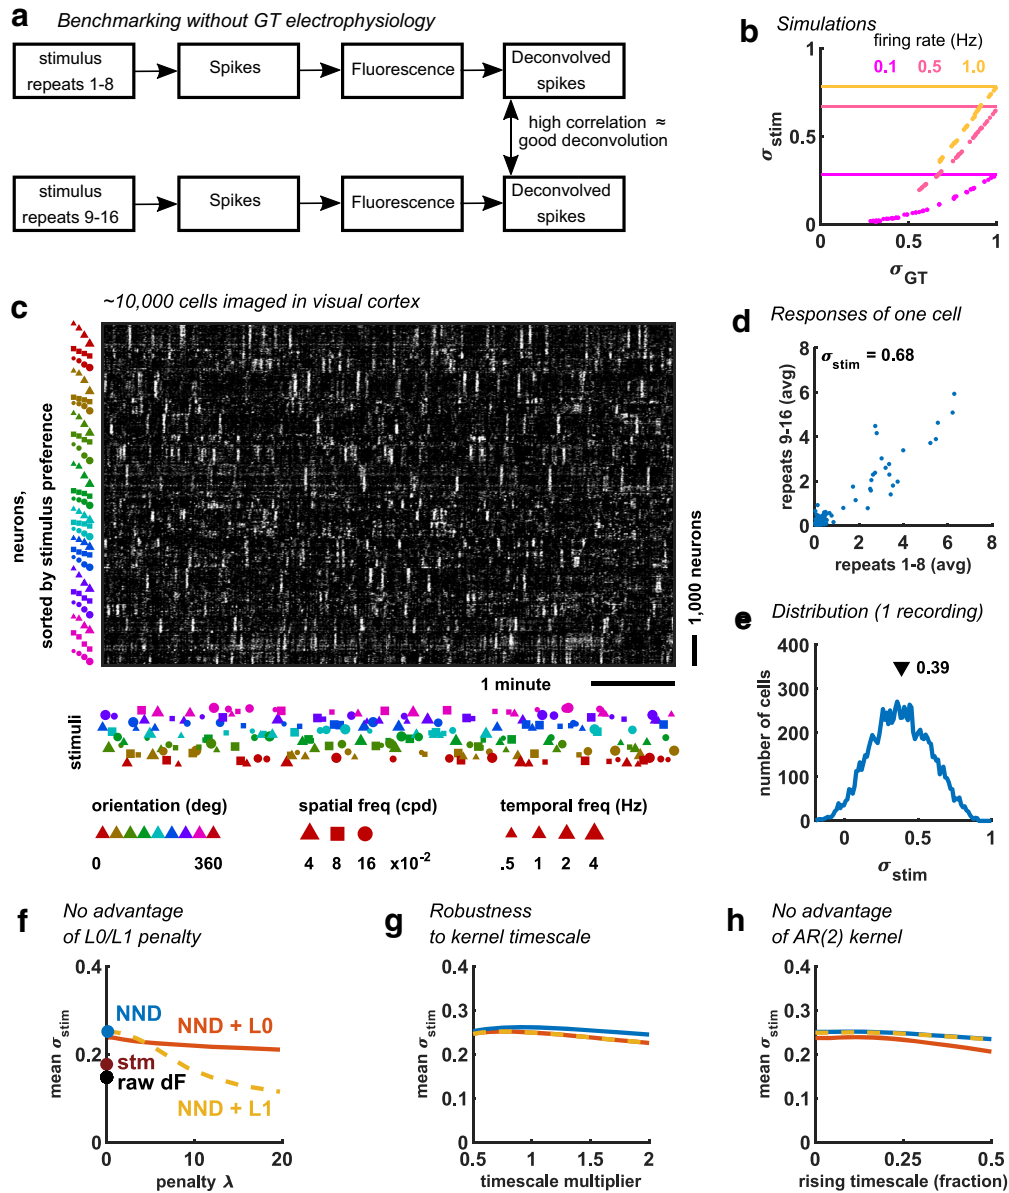 a Benchmarking without GT electrophysiology
stimulus
repeats 1-8
Spikes
Fluorescence
Deconvolved
spikes
high correlation ≈
good deconvolution
stimulus
repeats 9-16
Spikes
Fluorescence
Deconvolved
spikes
b Simulations
firing rate (Hz)
0.1 0.5 1.0
1
0.5
0
σstim
0 0.5 1
σGT
c ~10,000 cells imaged in visual cortex
neurons,
sorted by stimulus preference
1,000 neurons
1 minute
stimuli
orientation (deg)
0 360
spatial freq (cpd)
4 8 16 x10-2
temporal freq (Hz)
.5 1 2 4
d Responses of one cell
σstim = 0.68
8
6
4
2
0
repeats 9-16 (avg)
0 2 4 6 8
repeats 1-8 (avg)
e Distribution (1 recording)
0.39
400
300
200
100
0
number of cells
0 0.5 1
σstim
f No advantage
of L0/L1 penalty
0.4
0.2
0
mean σstim
NND
NND + L0
stm
raw dF
NND + L1
0 10 20
penalty λ
g Robustness
to kernel timescale
0.4
0.3
0.2
0.1
0
mean σstim
0.5 1 1.5 2
timescale multiplier
h No advantage
of AR(2) kernel
0.4
0.3
0.2
0.1
0
mean σstim
0 0.25 0.5
rising timescale (fraction)